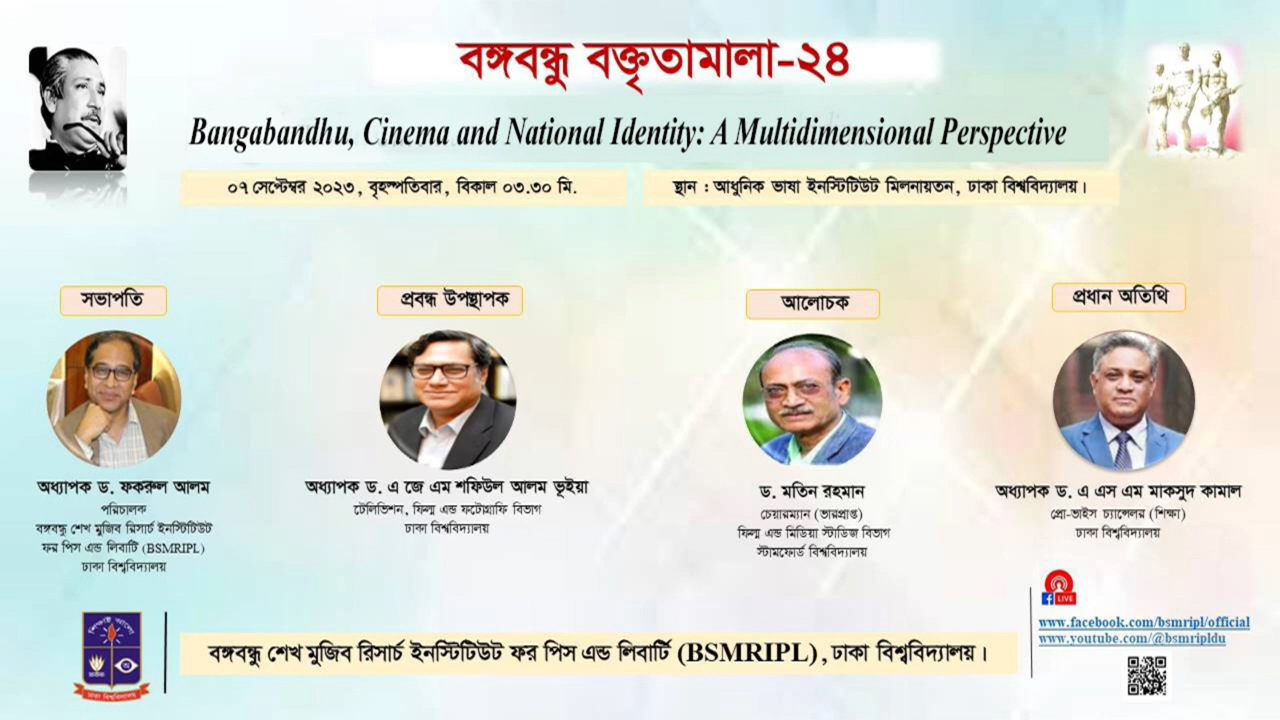 বঙ্গবন্ধু বক্তৃতামালা-২৪
Bangabandhu, Cinema and National Identity: A Multidimensional Perspective
০৭ সেপ্টেম্বর ২০২৩, বৃহস্পতিবার, বিকাল ০৩.৩০ মি.
স্থান : আধুনিক ভাষা ইনস্টিটিউট মিলনায়তন, ঢাকা বিশ্ববিদ্যালয়।
সভাপতি
অধ্যাপক ড. ফকরুল আলম
পরিচালক
বঙ্গবন্ধু শেখ মুজিব রিসার্চ ইনস্টিটিউট
ফর পিস এন্ড লিবার্টি (BSMRIPL)
ঢাকা বিশ্ববিদ্যালয়
প্রবন্ধ উপস্থাপক
অধ্যাপক ড. এ জে এম শফিউল আলম ভূইয়া
টেলিভিশন, ফিল্ম এন্ড ফটোগ্রাফি বিভাগ
ঢাকা বিশ্ববিদ্যালয়
আলোচক
ড. মতিন রহমান
চেয়ারম্যান (ভারপ্রাপ্ত)
ফিল্ম এন্ড মিডিয়া স্টাডিজ বিভাগ
স্টামফোর্ড বিশ্ববিদ্যালয়
প্রধান অতিথি
অধ্যাপক ড. এ এস এম মাকসুদ কামাল
প্রো-ভাইস চ্যান্সেলর (শিক্ষা)
ঢাকা বিশ্ববিদ্যালয়
শিক্ষাই আলো
ঢাকা বিশ্ববিদ্যালয়
বঙ্গবন্ধু শেখ মুজিব রিসার্চ ইনস্টিটিউট ফর পিস এন্ড লিবার্টি (BSMRIPL) , ঢাকা বিশ্ববিদ্যালয়।
LIVE
www.facebook.com/bsmripl/official
www.youtube.com/@bsmripldu